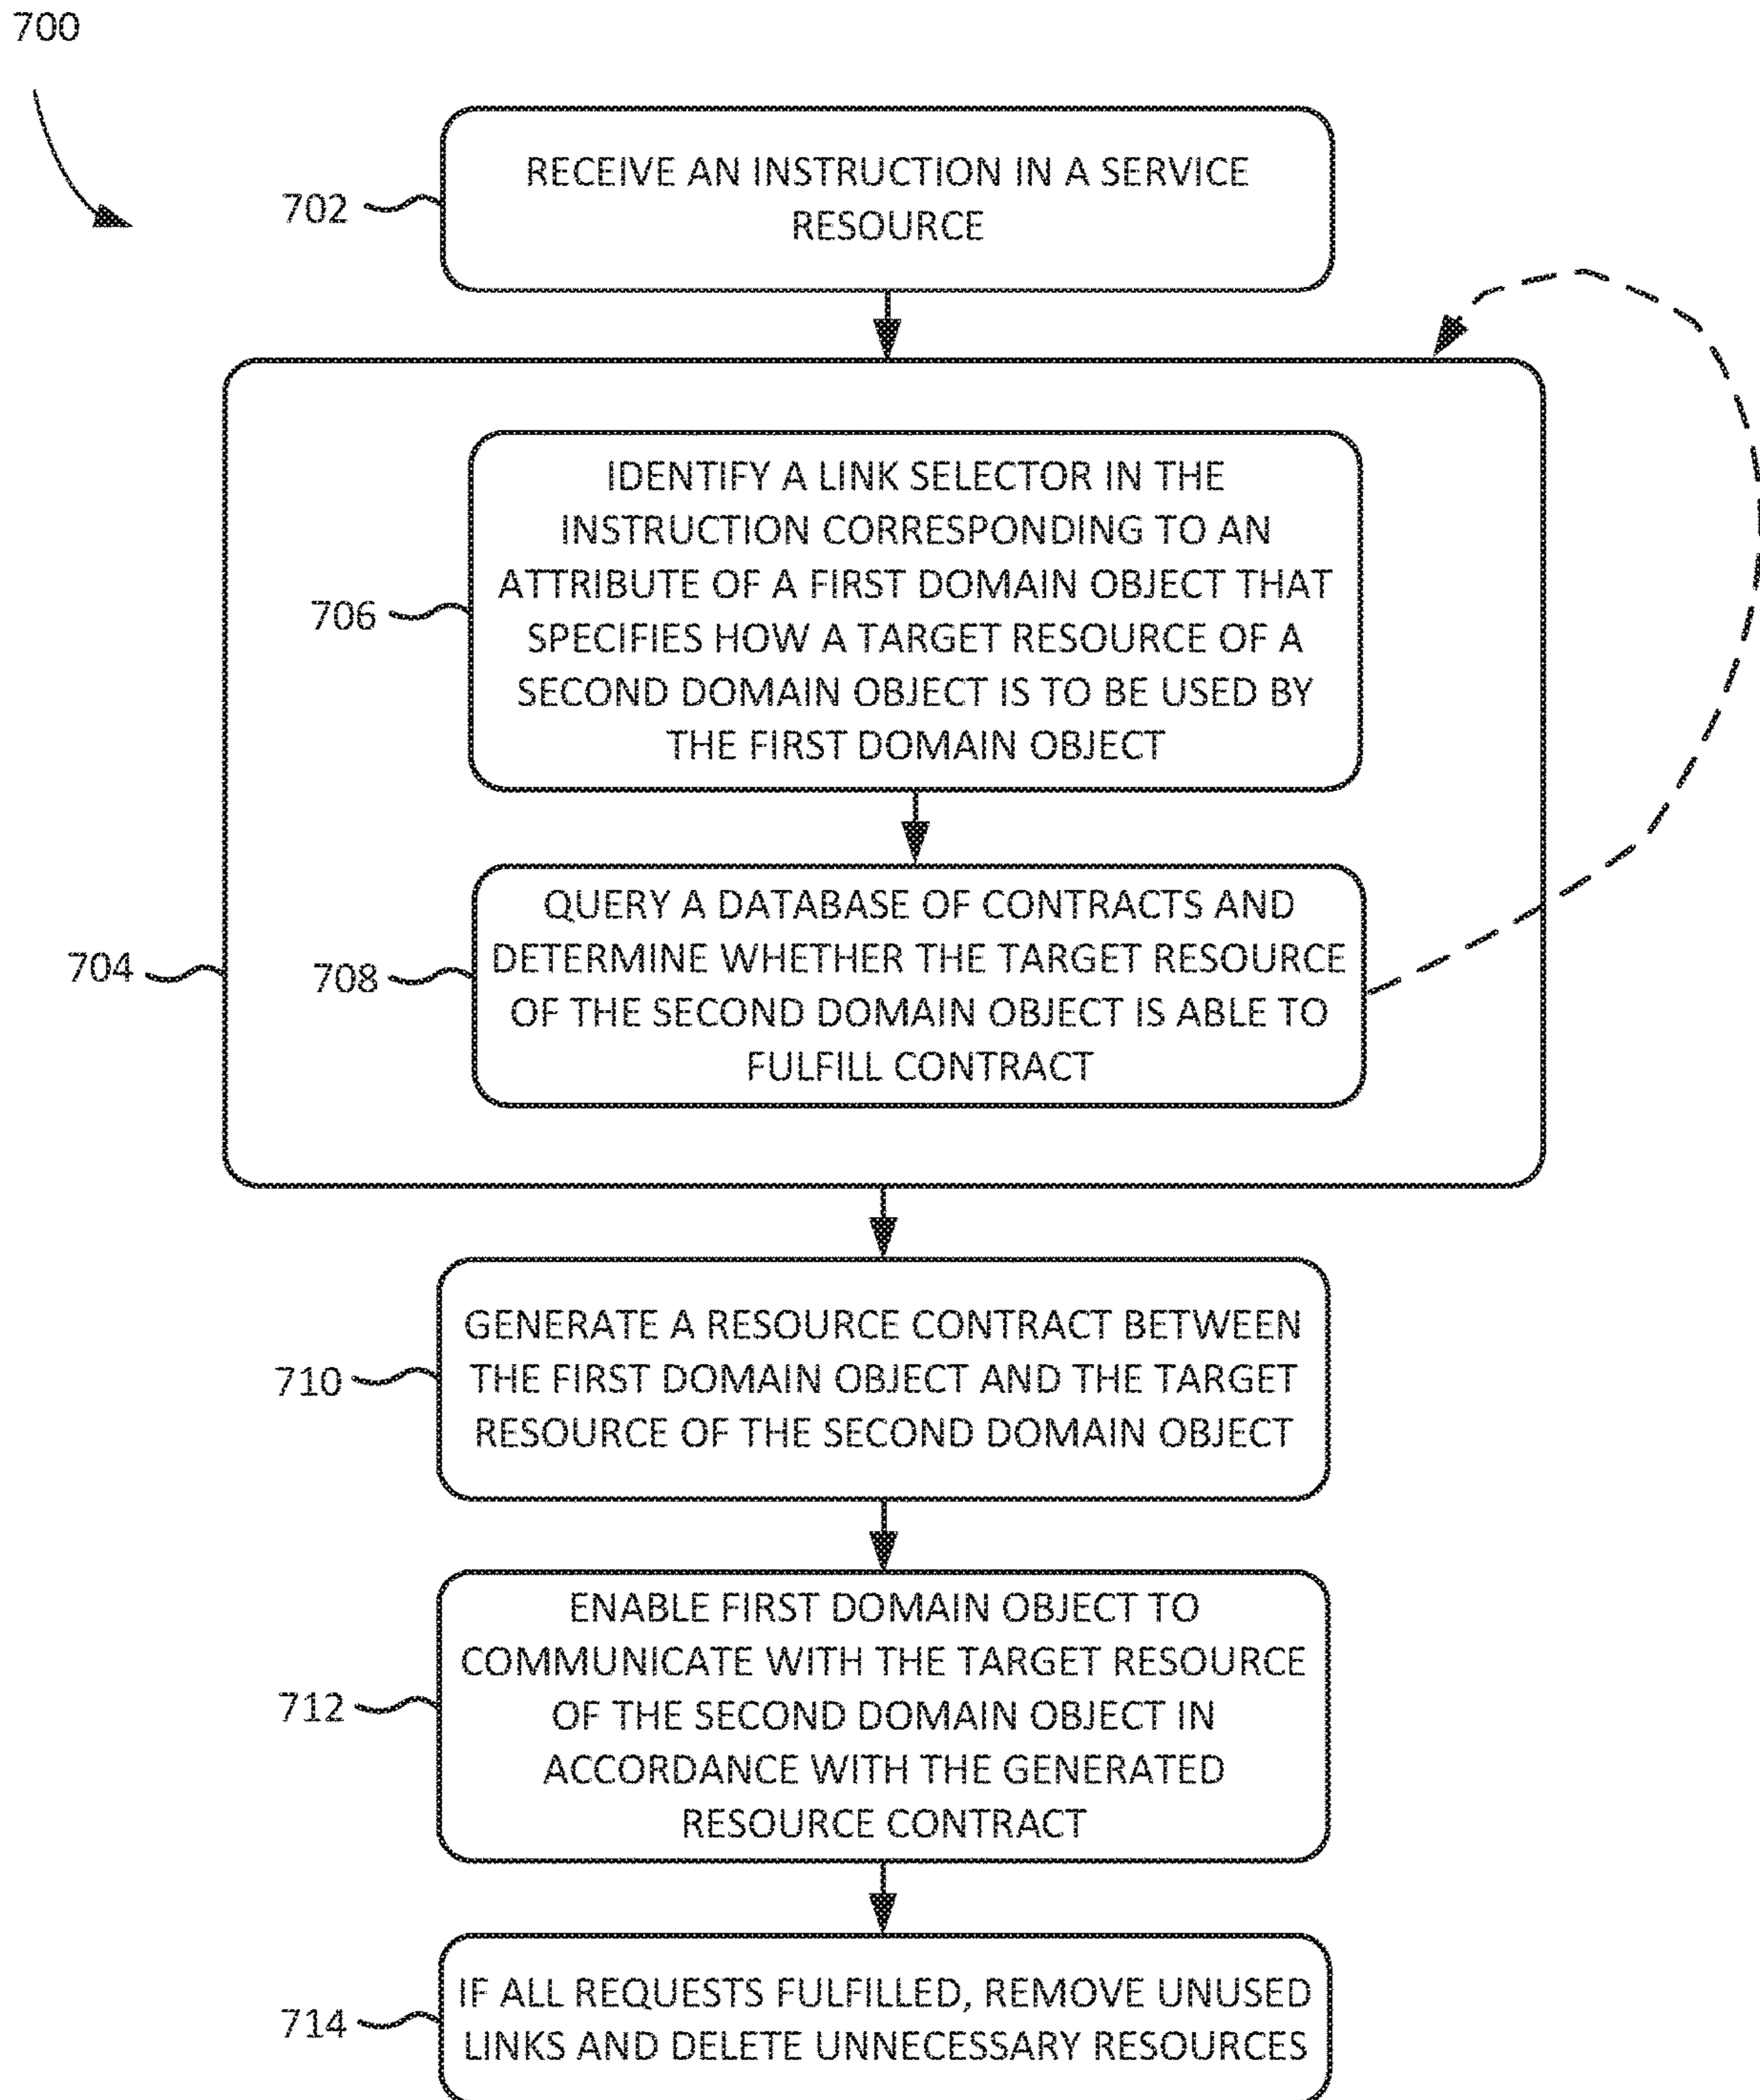 700
702
RECEIVE AN INSTRUCTION IN A SERVICE
RESOURCE
704
706
IDENTIFY A LINK SELECTOR IN THE
INSTRUCTION CORRESPONDING TO AN
ATTRIBUTE OF A FIRST DOMAIN OBJECT THAT
SPECIFIES HOW A TARGET RESOURCE OF A
SECOND DOMAIN OBJECT IS TO BE USED BY
THE FIRST DOMAIN OBJECT
708
QUERY A DATABASE OF CONTRACTS AND
DETERMINE WHETHER THE TARGET RESOURCE
OF THE SECOND DOMAIN OBJECT IS ABLE TO
FULFILL CONTRACT
710
GENERATE A RESOURCE CONTRACT BETWEEN
THE FIRST DOMAIN OBJECT AND THE TARGET
RESOURCE OF THE SECOND DOMAIN OBJECT
712
ENABLE FIRST DOMAIN OBJECT TO
COMMUNICATE WITH THE TARGET RESOURCE
OF THE SECOND DOMAIN OBJECT IN
ACCORDANCE WITH THE GENERATED
RESOURCE CONTRACT
714
IF ALL REQUESTS FULFILLED, REMOVE UNUSED
LINKS AND DELETE UNNECESSARY RESOURCES